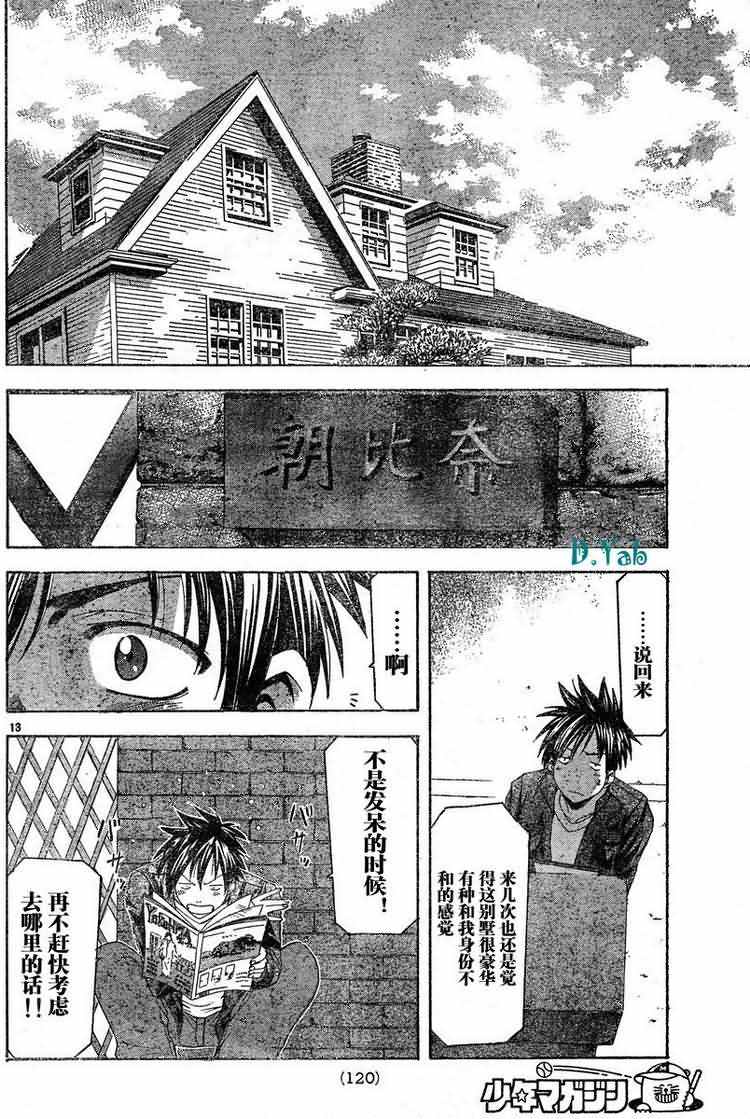 朝比奈
D.Yab
……说回来
来几次也还是觉
得这别墅很豪华
有种和我身份不
和的感觉
……啊
13
不是发呆的时候！
再不赶快考虑
去哪里的话!!
(120)
少年マガジン